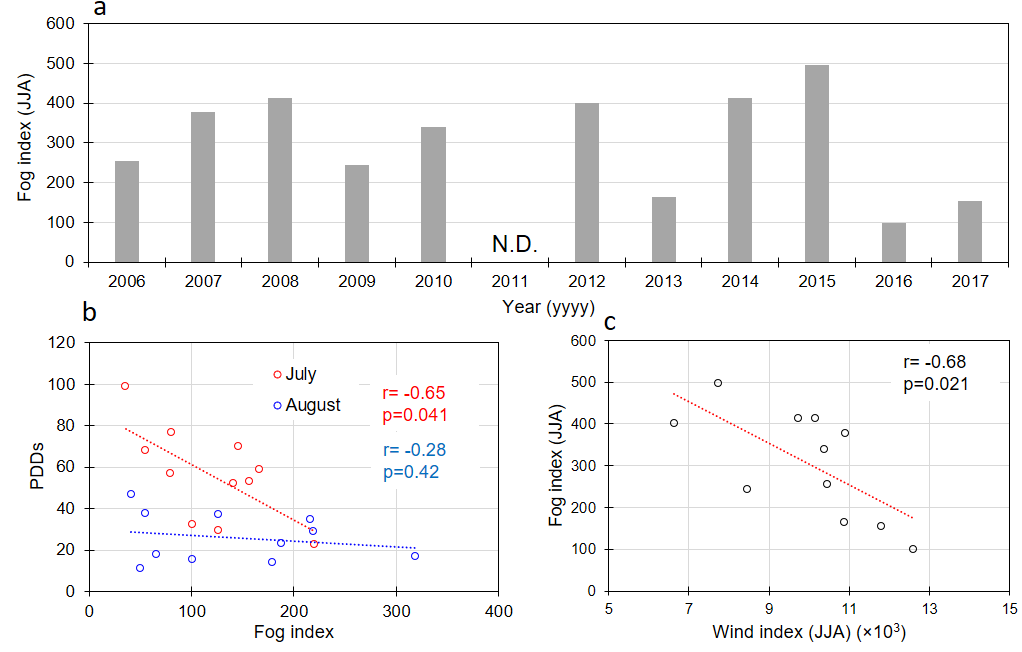 a
600
500
400
300
200
100
0
Fog index (JJA)
N.D.
2006 2007 2008 2009 2010 2011 2012 2013 2014 2015 2016 2017
Year (yyyy)
b
120
100
80
60
40
20
0
PDDs
July
August
r= -0.65
p=0.041
r= -0.28
p=0.42
0 100 200 300 400
Fog index
c
600
500
400
300
200
100
0
Fog index (JJA)
r= -0.68
p=0.021
5 7 9 11 13 15
Wind index (JJA) (×10³)